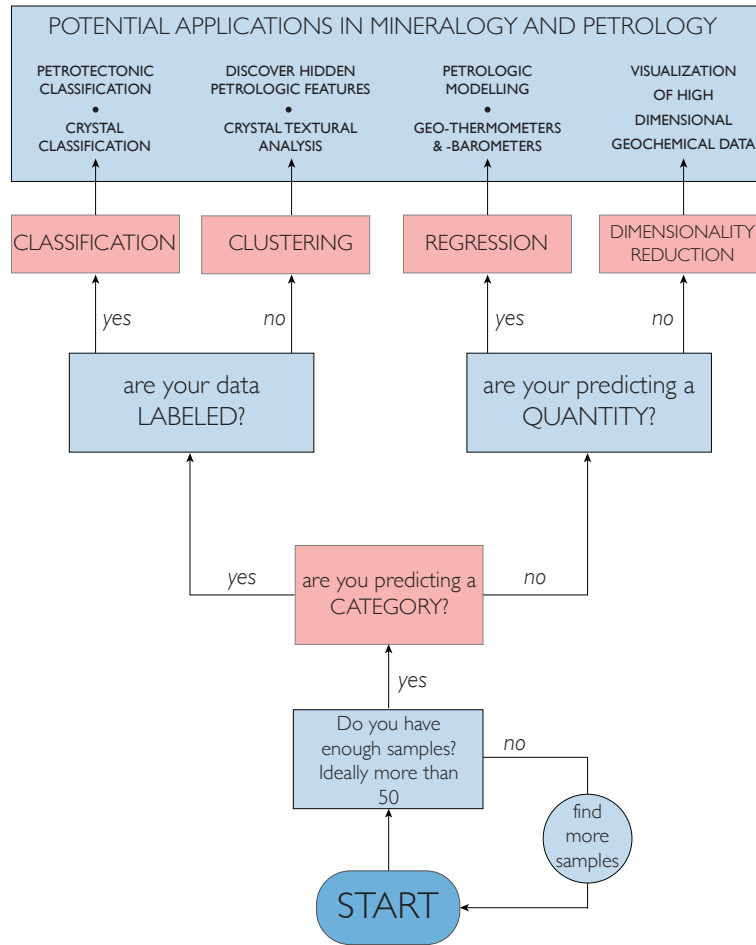 POTENTIAL APPLICATIONS IN MINERALOGY AND PETROLOGY
PETROTECTONIC
CLASSIFICATION
•
CRYSTAL
CLASSIFICATION
DISCOVER HIDDEN
PETROLOGIC FEATURES
•
CRYSTAL TEXTURAL
ANALYSIS
PETROLOGIC
MODELLING
•
GEO-THERMOMETERS
& -BAROMETERS
VISUALIZATION
OF HIGH
DIMENSIONAL
GEOCHEMICAL DATA
CLASSIFICATION
CLUSTERING
REGRESSION
DIMENSIONALITY
REDUCTION
yes
no
yes
no
are your data
LABELED?
are your predicting a
QUANTITY?
yes
are you predicting a
CATEGORY?
no
yes
Do you have
enough samples?
Ideally more than
50
no
find
more
samples
START